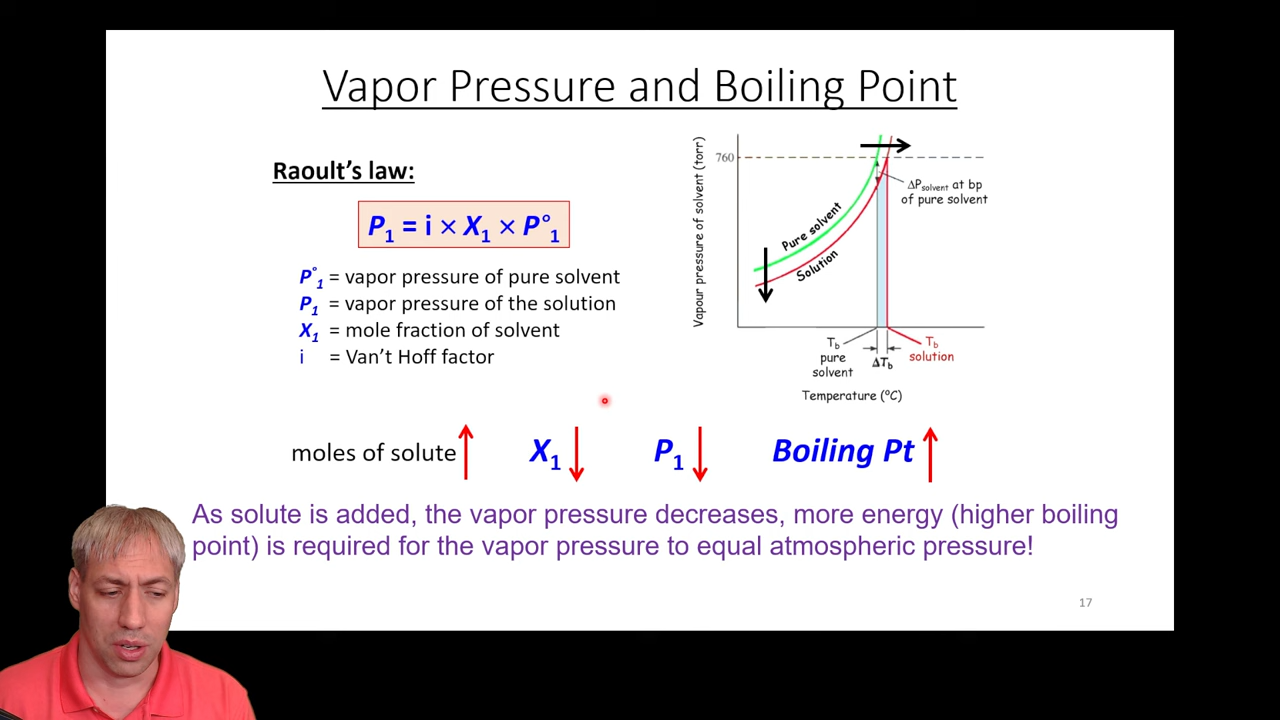 Vapor Pressure and Boiling Point
Raoult's law:
P₁ = i × X₁ × P°₁
P°₁ = vapor pressure of pure solvent
P₁ = vapor pressure of the solution
X₁ = mole fraction of solvent
i = Van't Hoff factor
Vapour pressure of solvent (torr)
760
ΔPsolvent at bp
of pure solvent
Pure solvent
Solution
Tb
pure
solvent
ΔTb
Tb
solution
Temperature (°C)
moles of solute ↑ X₁ ↓ P₁ ↓ Boiling Pt ↑
As solute is added, the vapor pressure decreases, more energy (higher boiling
point) is required for the vapor pressure to equal atmospheric pressure!
17